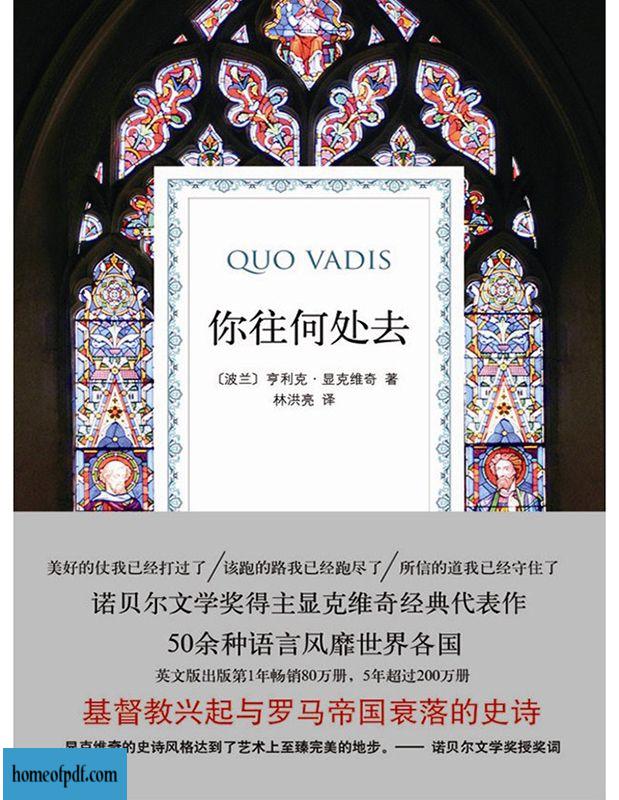 QUO VADIS
你往何处去
〔波兰〕亨利克·显克维奇 著
林洪亮 译
美好的仗我已经打过了/该跑的路我已经跑尽了/所信的道我已经守住了
诺贝尔文学奖得主显克维奇经典代表作
50余种语言风靡世界各国
英文版出版第1年畅销80万册，5年超过200万册
基督教兴起与罗马帝国衰落的史诗
显克维奇的史诗风格达到了艺术上至臻完美的地步。—— 诺贝尔文学奖授奖词
homeofpdf.com